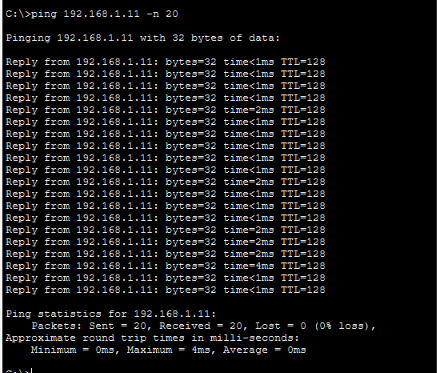 C:\>ping 192.168.1.11 -n 20
Pinging 192.168.1.11 with 32 bytes of data:
Reply from 192.168.1.11: bytes=32 time<1ms TTL=128
Reply from 192.168.1.11: bytes=32 time<1ms TTL=128
Reply from 192.168.1.11: bytes=32 time<1ms TTL=128
Reply from 192.168.1.11: bytes=32 time<1ms TTL=128
Reply from 192.168.1.11: bytes=32 time=2ms TTL=128
Reply from 192.168.1.11: bytes=32 time<1ms TTL=128
Reply from 192.168.1.11: bytes=32 time<1ms TTL=128
Reply from 192.168.1.11: bytes=32 time<1ms TTL=128
Reply from 192.168.1.11: bytes=32 time<1ms TTL=128
Reply from 192.168.1.11: bytes=32 time<1ms TTL=128
Reply from 192.168.1.11: bytes=32 time=2ms TTL=128
Reply from 192.168.1.11: bytes=32 time<1ms TTL=128
Reply from 192.168.1.11: bytes=32 time<1ms TTL=128
Reply from 192.168.1.11: bytes=32 time<1ms TTL=128
Reply from 192.168.1.11: bytes=32 time=2ms TTL=128
Reply from 192.168.1.11: bytes=32 time=2ms TTL=128
Reply from 192.168.1.11: bytes=32 time=2ms TTL=128
Reply from 192.168.1.11: bytes=32 time=4ms TTL=128
Reply from 192.168.1.11: bytes=32 time<1ms TTL=128
Reply from 192.168.1.11: bytes=32 time<1ms TTL=128
Ping statistics for 192.168.1.11:
Packets: Sent = 20, Received = 20, Lost = 0 (0% loss),
Approximate round trip times in milli-seconds:
Minimum = 0ms, Maximum = 4ms, Average = 0ms
C:\>